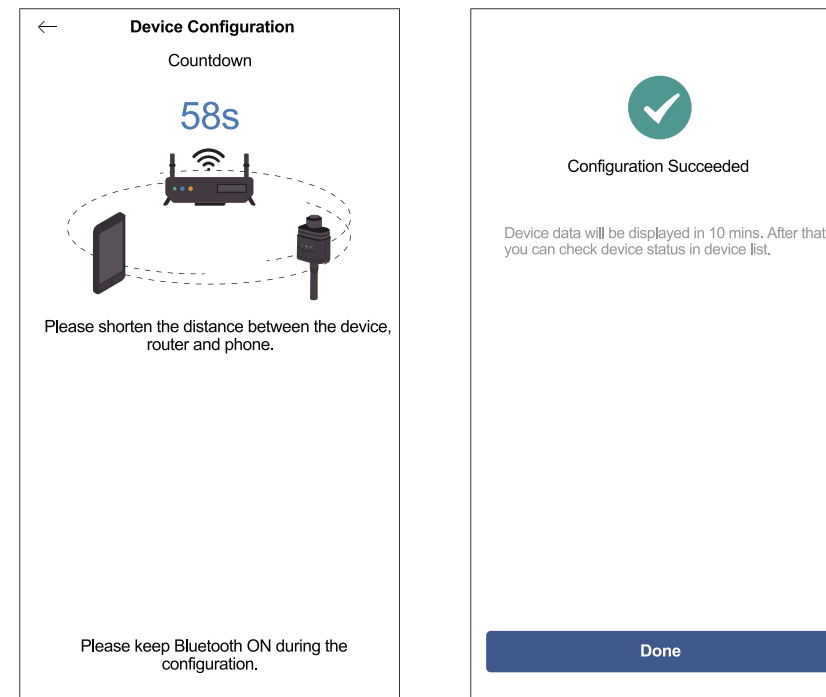 Device Configuration
Countdown
58s
Please shorten the distance between the device,
router and phone.
Please keep Bluetooth ON during the
configuration.
Configuration Succeeded
Device data will be displayed in 10 mins. After that
you can check device status in device list.
Done